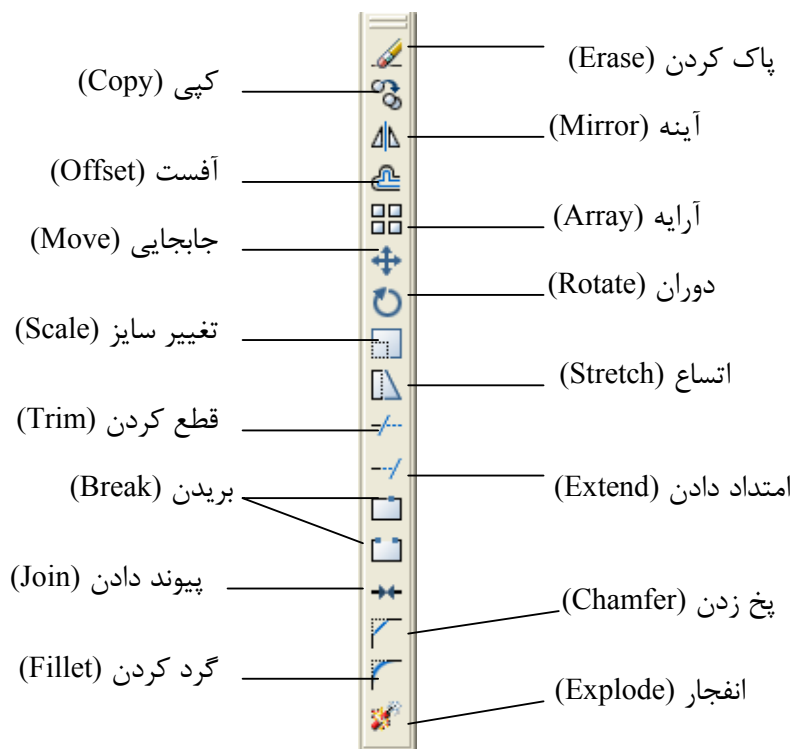 پاک کردن (Erase)
کپی (Copy)
آینه (Mirror)
آفست (Offset)
آرایه (Array)
جابجایی (Move)
دوران (Rotate)
تغییر سایز (Scale)
اتساع (Stretch)
قطع کردن (Trim)
امتداد دادن (Extend)
بریدن (Break)
پیوند دادن (Join)
پخ زدن (Chamfer)
گرد کردن (Fillet)
انفجار (Explode)